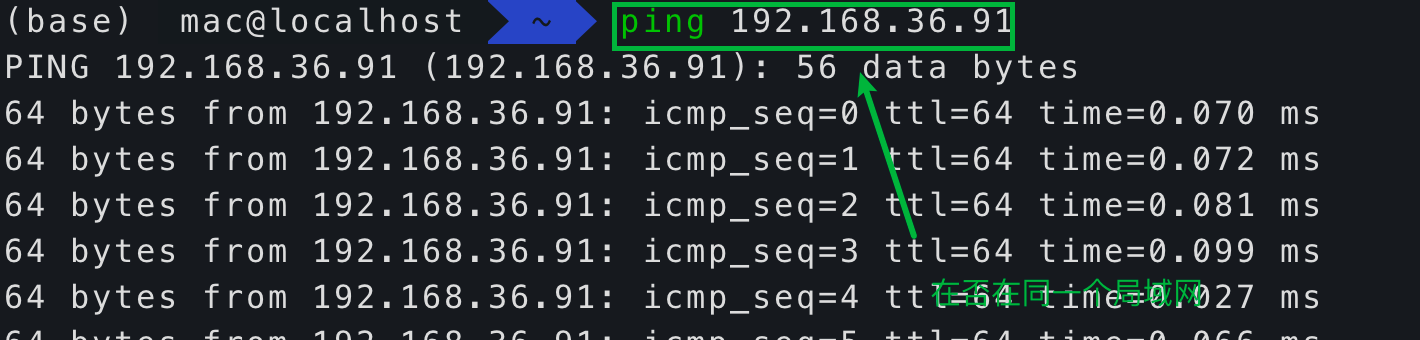 (base) mac@localhost ~ ping 192.168.36.91
PING 192.168.36.91 (192.168.36.91): 56 data bytes
64 bytes from 192.168.36.91: icmp_seq=0 ttl=64 time=0.070 ms
64 bytes from 192.168.36.91: icmp_seq=1 ttl=64 time=0.072 ms
64 bytes from 192.168.36.91: icmp_seq=2 ttl=64 time=0.081 ms
64 bytes from 192.168.36.91: icmp_seq=3 ttl=64 time=0.099 ms
64 bytes from 192.168.36.91: icmp_seq=4 ttl=64 time=0.027 ms
在否在同一个局域网
64 bytes from 192.168.36.91: icmp_seq=5 ttl=64 time=0.066 ms